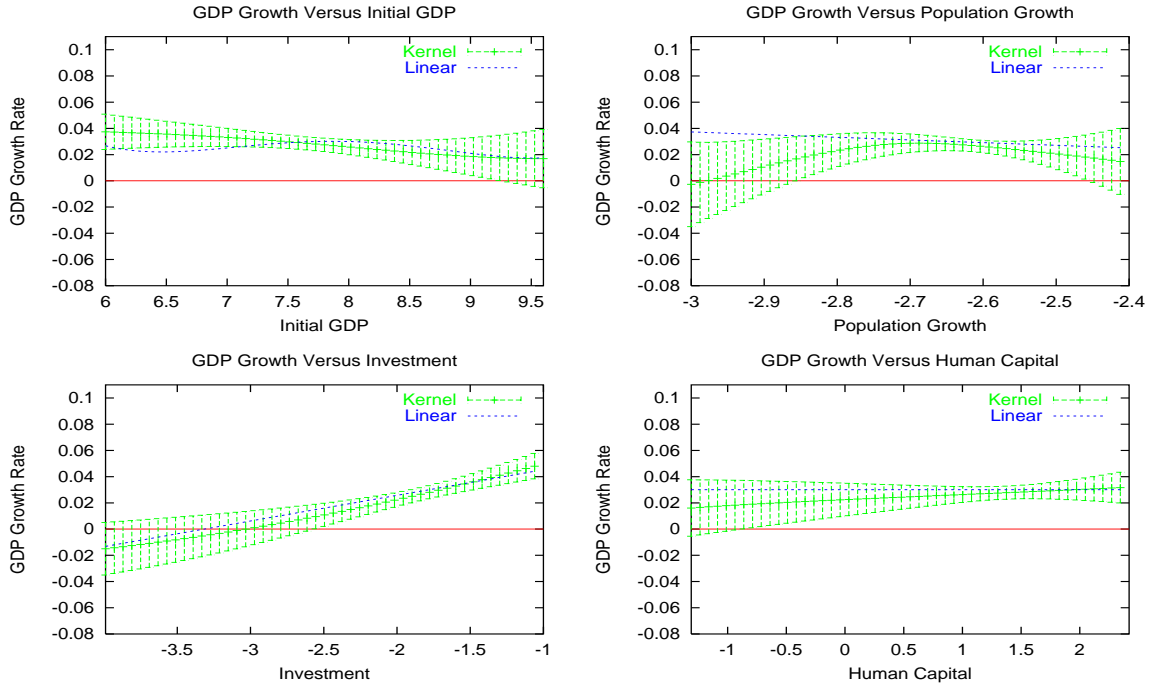 GDP Growth Versus Initial GDP
0.1
0.08
0.06
0.04
0.02
0
-0.02
-0.04
-0.06
-0.08
GDP Growth Rate
Kernel
Linear
6 6.5 7 7.5 8 8.5 9 9.5
Initial GDP
GDP Growth Versus Population Growth
0.1
0.08
0.06
0.04
0.02
0
-0.02
-0.04
-0.06
-0.08
GDP Growth Rate
Kernel
Linear
-3 -2.9 -2.8 -2.7 -2.6 -2.5 -2.4
Population Growth
GDP Growth Versus Investment
0.1
0.08
0.06
0.04
0.02
0
-0.02
-0.04
-0.06
-0.08
GDP Growth Rate
Kernel
Linear
-3.5 -3 -2.5 -2 -1.5 -1
Investment
GDP Growth Versus Human Capital
0.1
0.08
0.06
0.04
0.02
0
-0.02
-0.04
-0.06
-0.08
GDP Growth Rate
Kernel
Linear
-1 -0.5 0 0.5 1 1.5 2
Human Capital